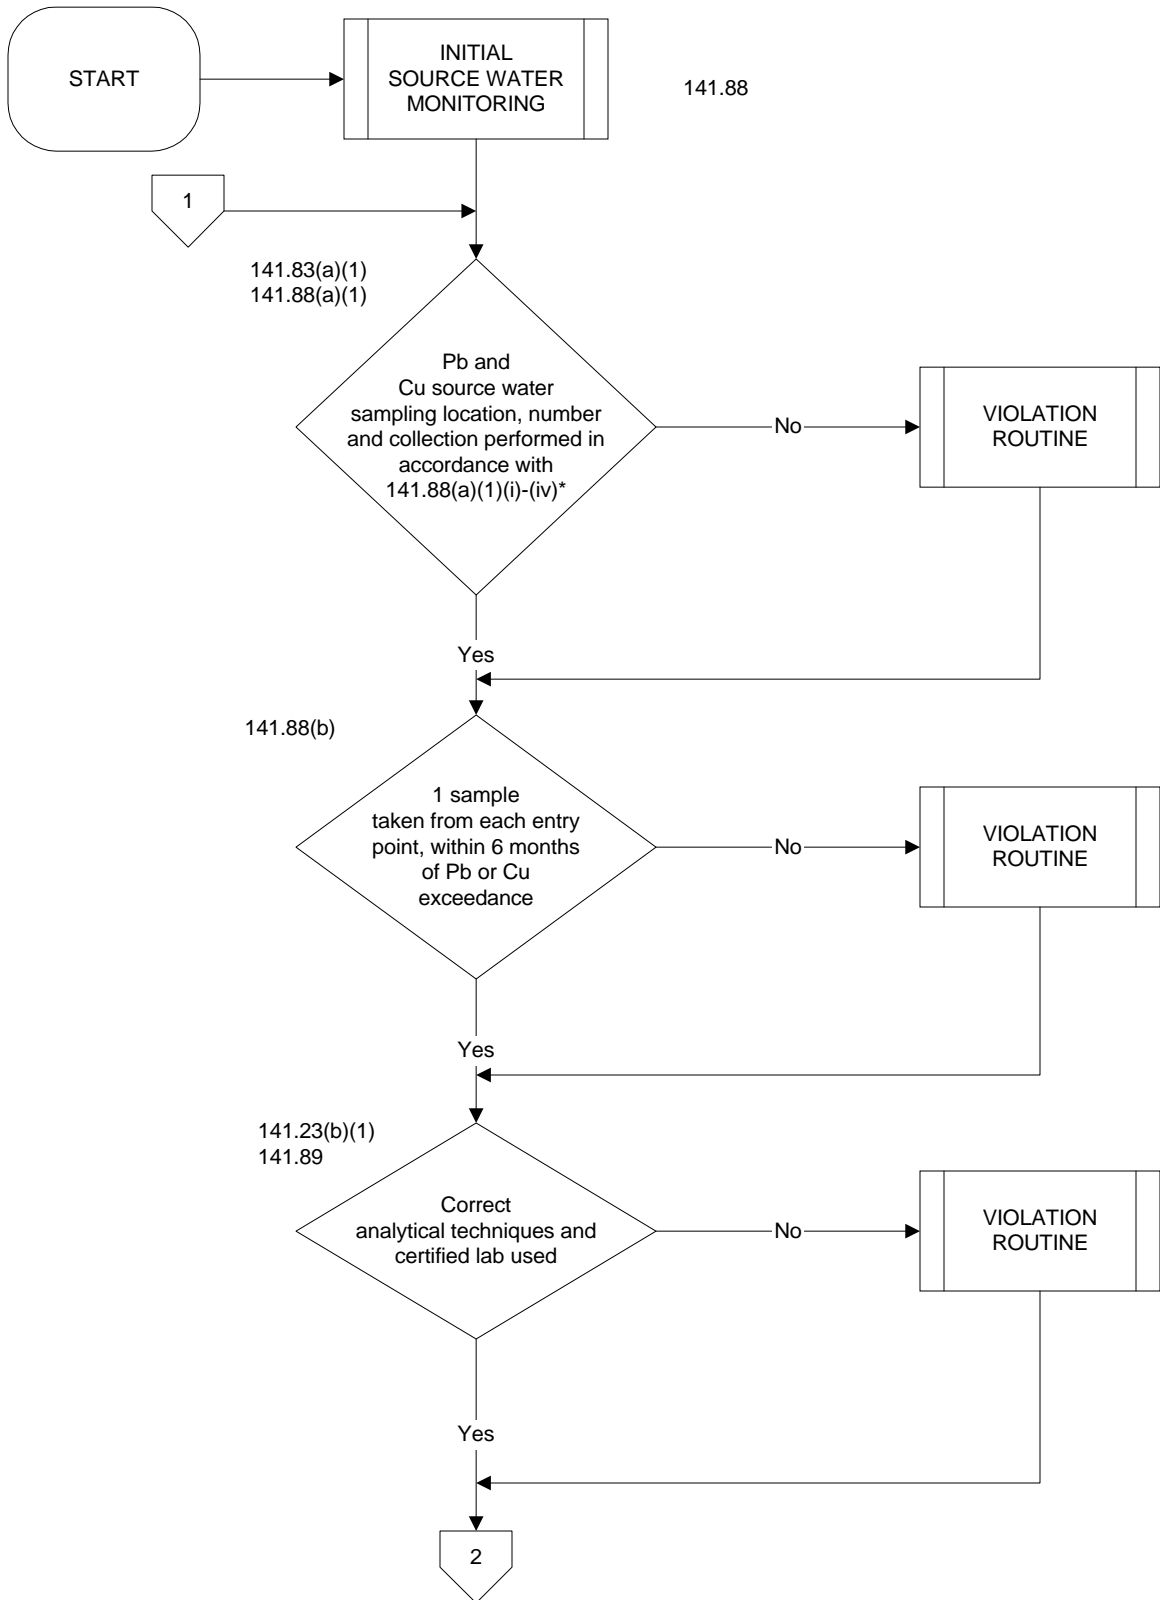 START
INITIAL
SOURCE WATER
MONITORING
141.88
1
141.83(a)(1)
141.88(a)(1)
Pb and
Cu source water
sampling location, number
and collection performed in
accordance with
141.88(a)(1)(i)-(iv)*
No
VIOLATION
ROUTINE
Yes
141.88(b)
1 sample
taken from each entry
point, within 6 months
of Pb or Cu
exceedance
No
VIOLATION
ROUTINE
Yes
141.23(b)(1)
141.89
Correct
analytical techniques and
certified lab used
No
VIOLATION
ROUTINE
Yes
2